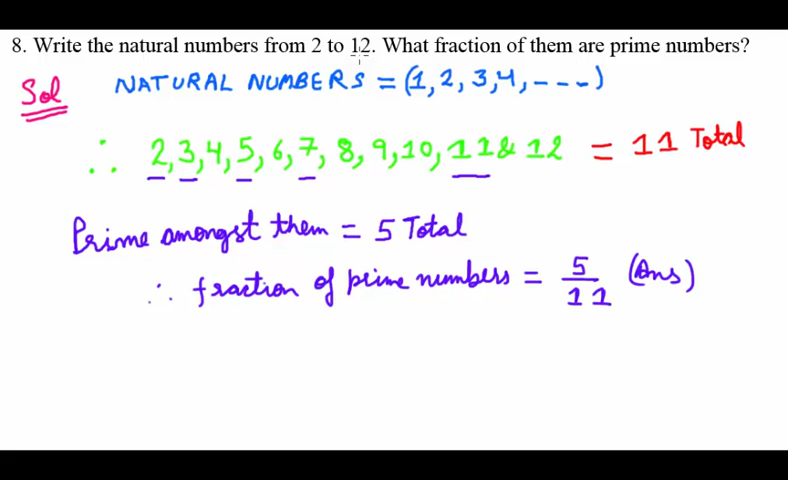 8. Write the natural numbers from 2 to 12. What fraction of them are prime numbers?
Sol NATURAL NUMBERS = (1, 2, 3, 4, ----)
∴ 2, 3, 4, 5, 6, 7, 8, 9, 10, 11 & 12 = 11 Total
Prime amongst them = 5 Total
∴ fraction of prime numbers = 5/11 (Ans)